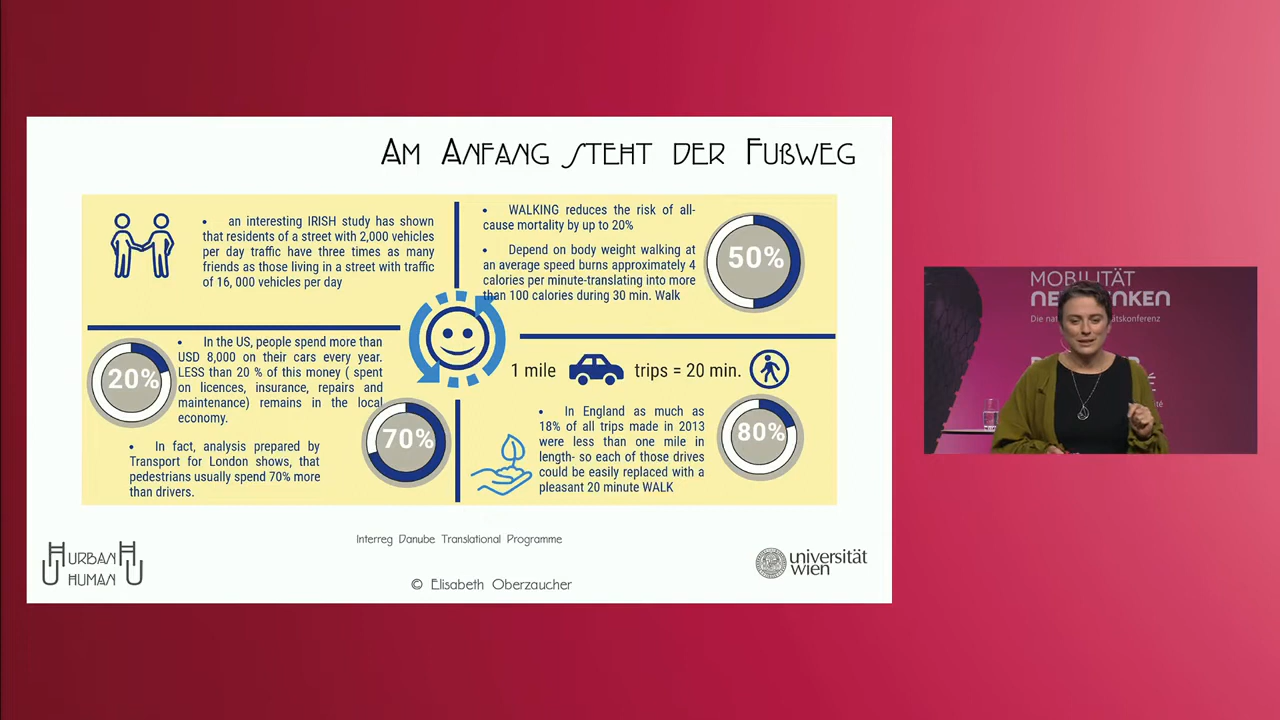 AM ANFANG STEHT DER FUẞWEG
• an interesting IRISH study has shown
that residents of a street with 2,000 vehicles
per day traffic have three times as many
friends as those living in a street with traffic
of 16, 000 vehicles per day
• WALKING reduces the risk of all-
cause mortality by up to 20%
• Depend on body weight walking at
an average speed burns approximately 4
calories per minute-translating into more
than 100 calories during 30 min. Walk
50%
20%
• In the US, people spend more than
USD 8,000 on their cars every year.
LESS than 20 % of this money ( spent
on licences, insurance, repairs and
maintenance) remains in the local
economy.
• In fact, analysis prepared by
Transport for London shows, that
pedestrians usually spend 70% more
than drivers.
70%
1 mile trips = 20 min.
• In England as much as
18% of all trips made in 2013
were less than one mile in
length- so each of those drives
could be easily replaced with a
pleasant 20 minute WALK
80%
URBAN
HUMAN
Interreg Danube Translational Programme
© Elisabeth Oberzaucher
universität
wien
MOBILITÄT